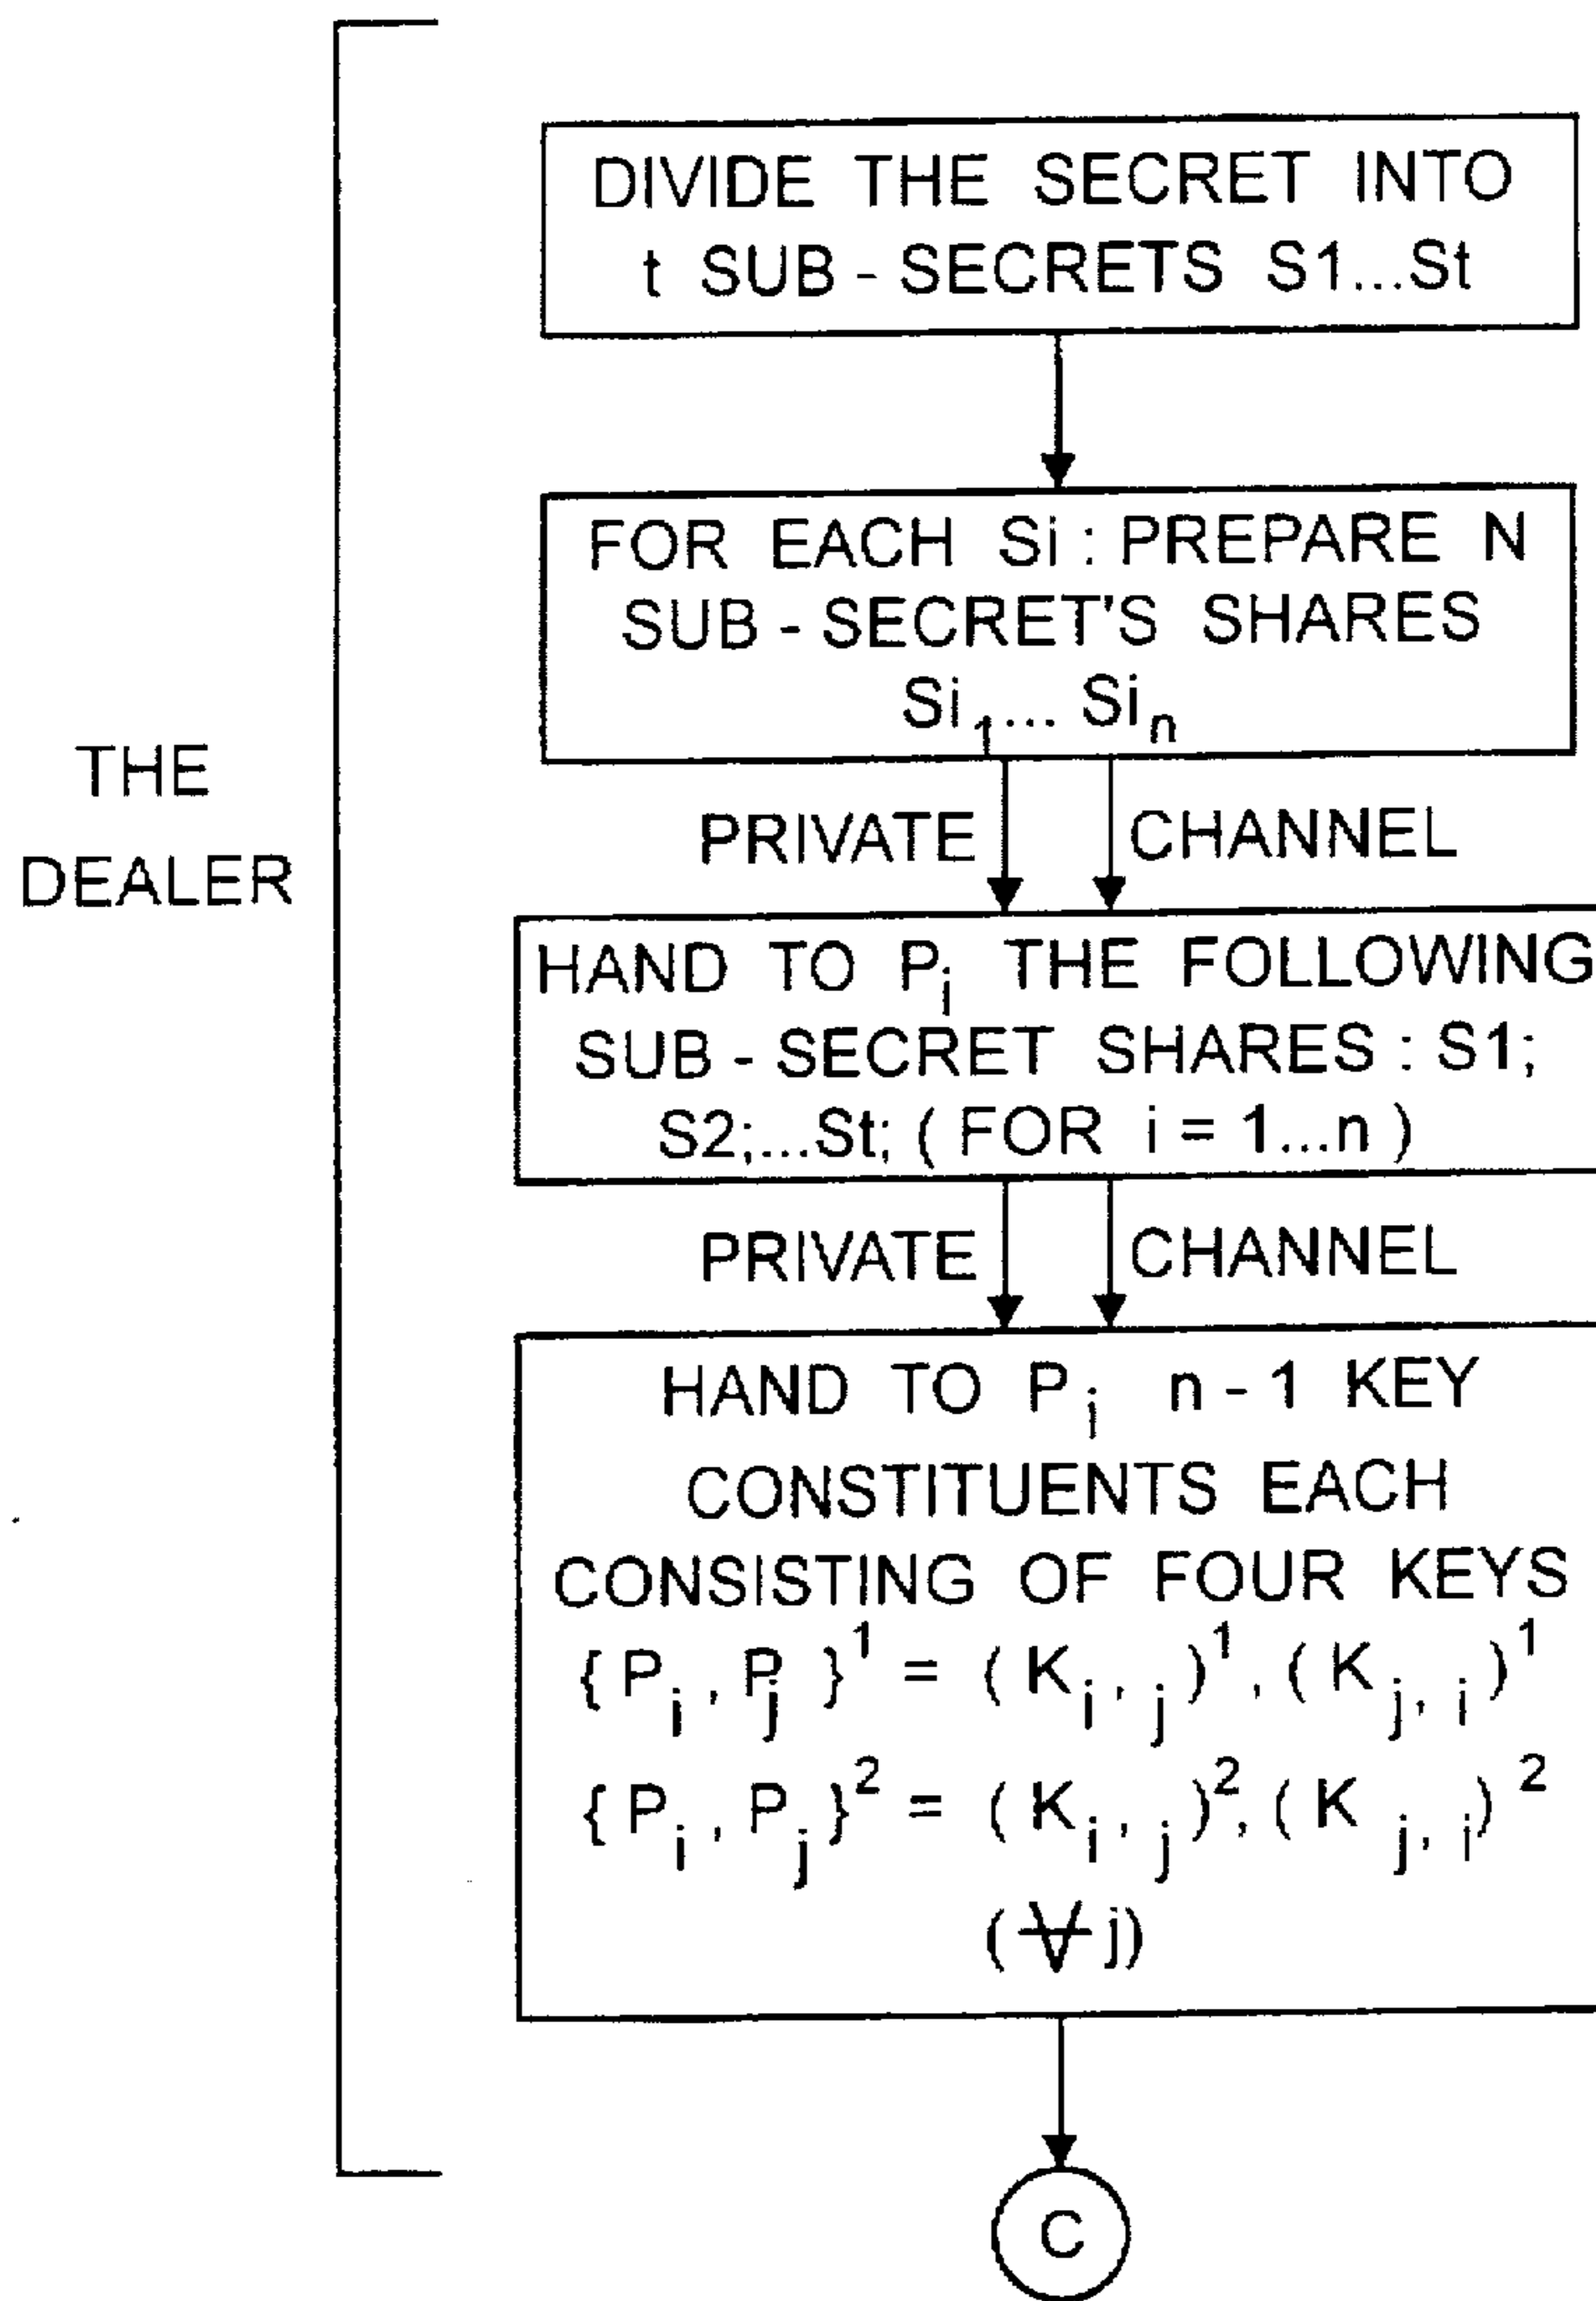 THE
DEALER
DIVIDE THE SECRET INTO
t SUB - SECRETS S1...St
FOR EACH Si : PREPARE N
SUB - SECRET'S SHARES
Si₁... Siₙ
PRIVATE CHANNEL
HAND TO Pᵢ THE FOLLOWING
SUB - SECRET SHARES : S1;
S2;...St; ( FOR i = 1...n )
PRIVATE CHANNEL
HAND TO Pᵢ n - 1 KEY
CONSTITUENTS EACH
CONSISTING OF FOUR KEYS
{ Pᵢ , Pⱼ }¹ = ( Kᵢ , ⱼ )¹ , ( Kⱼ, ᵢ )¹
{ Pᵢ , Pⱼ }² = ( Kᵢ , ⱼ )², ( K ⱼ, ᵢ) ²
( ∀ j)
C